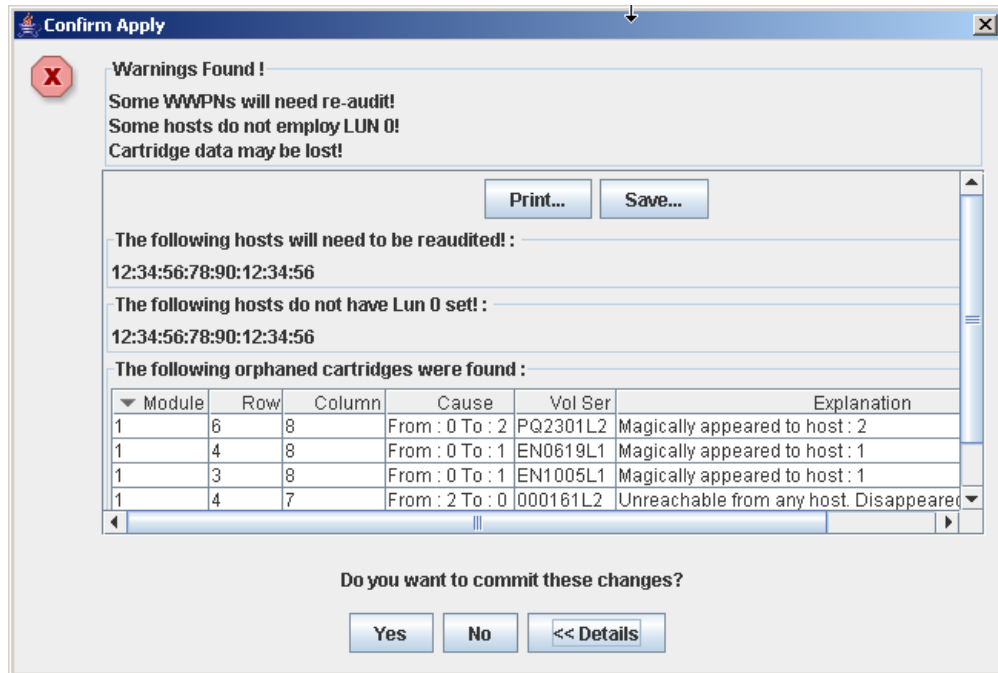 Confirm Apply
Warnings Found !
Some WWPNs will need re-audit!
Some hosts do not employ LUN 0!
Cartridge data may be lost!
Print... Save...
The following hosts will need to be reaudited! :
12:34:56:78:90:12:34:56
The following hosts do not have Lun 0 set! :
12:34:56:78:90:12:34:56
The following orphaned cartridges were found :
Module Row Column Cause Vol Ser Explanation
1 6 8 From : 0 To : 2 PQ2301L2 Magically appeared to host : 2
1 4 8 From : 0 To : 1 EN0619L1 Magically appeared to host : 1
1 3 8 From : 0 To : 1 EN1005L1 Magically appeared to host : 1
1 4 7 From : 2 To : 0 000161L2 Unreachable from any host. Disappeared
Do you want to commit these changes?
Yes No << Details